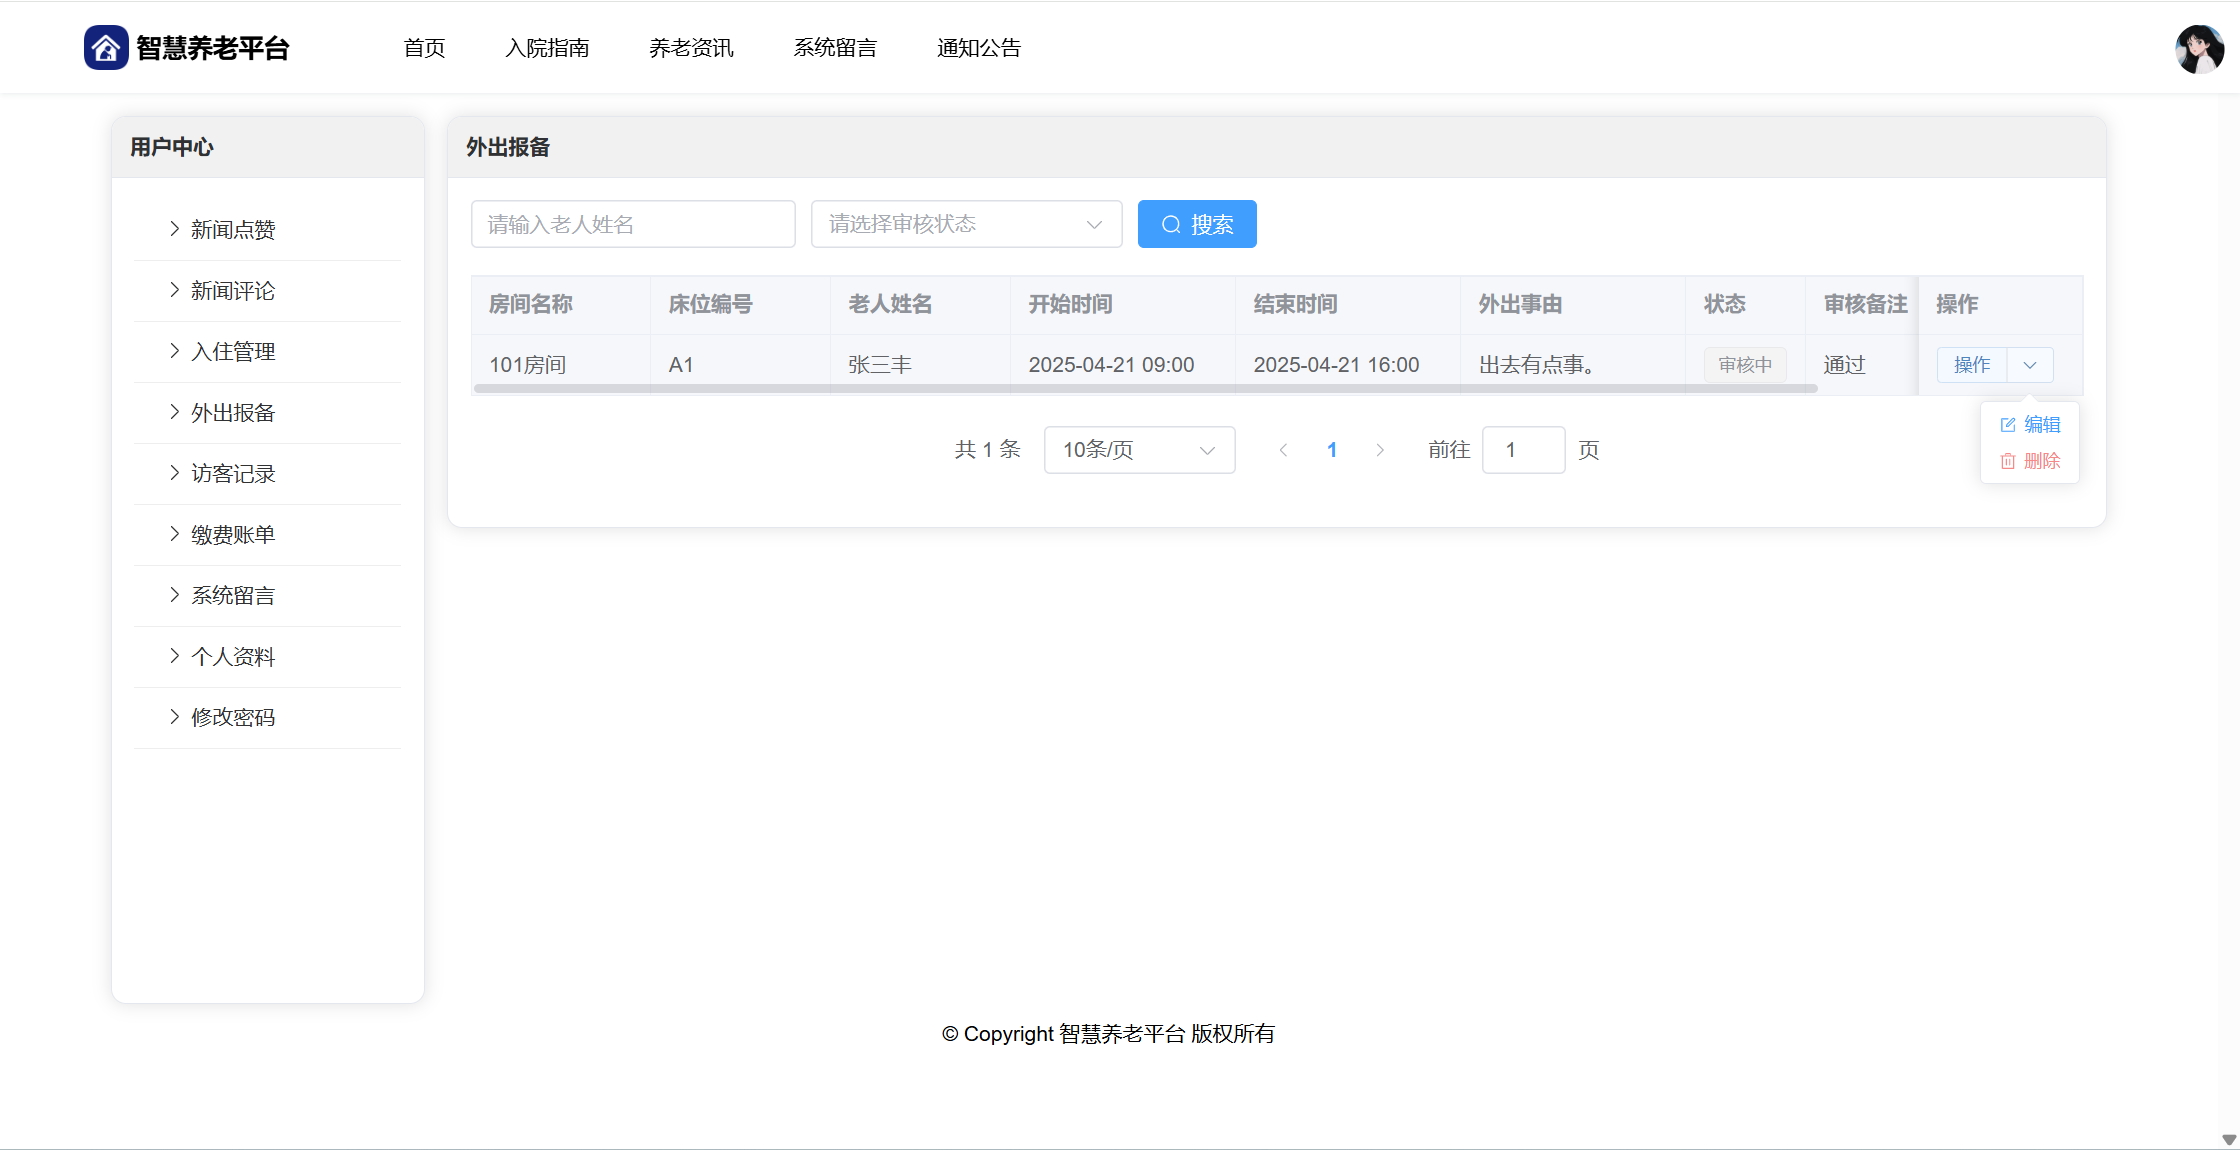 智慧养老平台 首页 入院指南 养老资讯 系统留言 通知公告
用户中心
新闻点赞
新闻评论
入住管理
外出报备
访客记录
缴费账单
系统留言
个人资料
修改密码
外出报备
请输入老人姓名 请选择审核状态 搜索
房间名称 床位编号 老人姓名 开始时间 结束时间 外出事由 状态 审核备注 操作
101房间 A1 张三丰 2025-04-21 09:00 2025-04-21 16:00 出去有点事。 审核中 通过 操作
编辑
删除
共 1 条 10条/页 1 前往 1 页
© Copyright 智慧养老平台 版权所有